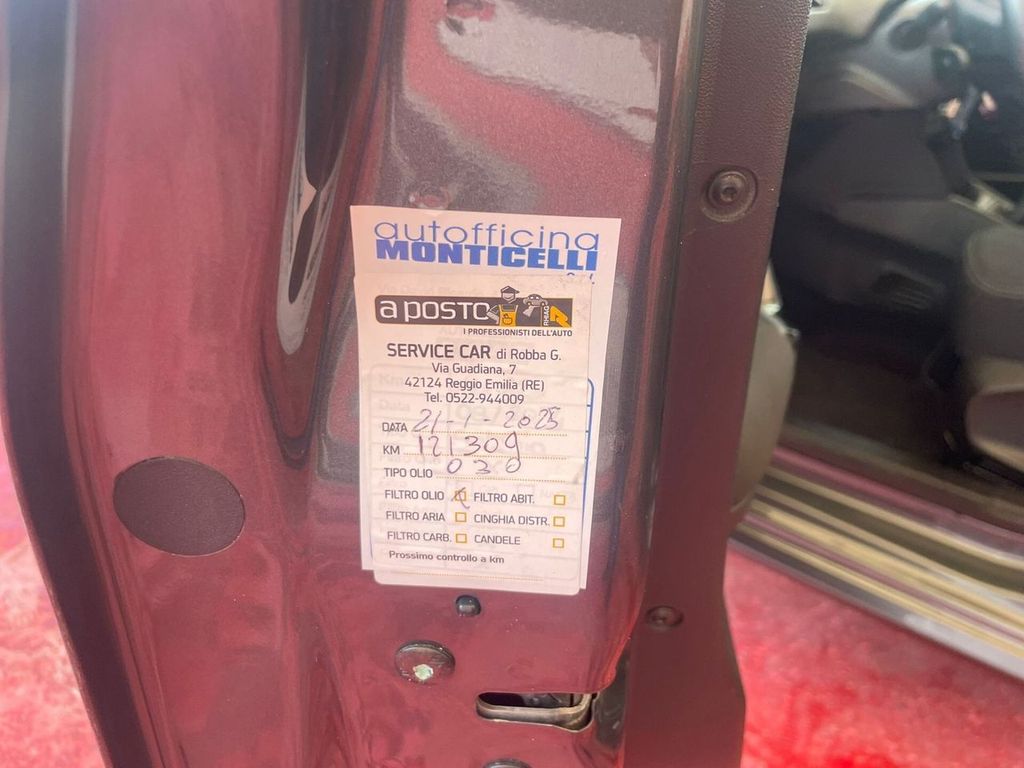 autofficina
MONTICELLI
a posto
I PROFESSIONISTI DELL'AUTO
SERVICE CAR di Robba G.
Via Guadiana, 7
42124 Reggio Emilia (RE)
Tel. 0522-944009
DATA 21-1-2025
KM 121309
TIPO OLIO 030
FILTRO OLIO FILTRO ABIT.
FILTRO ARIA CINGHIA DISTR.
FILTRO CARB. CANDELE
Prossimo controllo a km